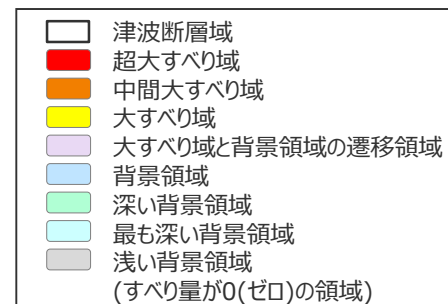 津波断層域
超大すべり域
中間大すべり域
大すべり域
大すべり域と背景領域の遷移領域
背景領域
深い背景領域
最も深い背景領域
浅い背景領域
(すべり量が0(ゼロ)の領域)